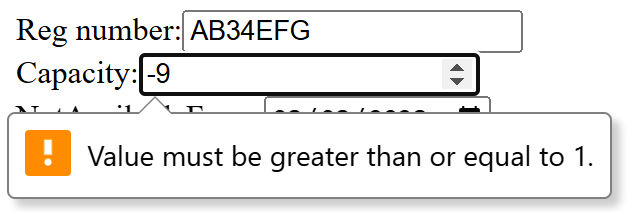 Reg number: AB34EFG
Capacity: -9
Value must be greater than or equal to 1.